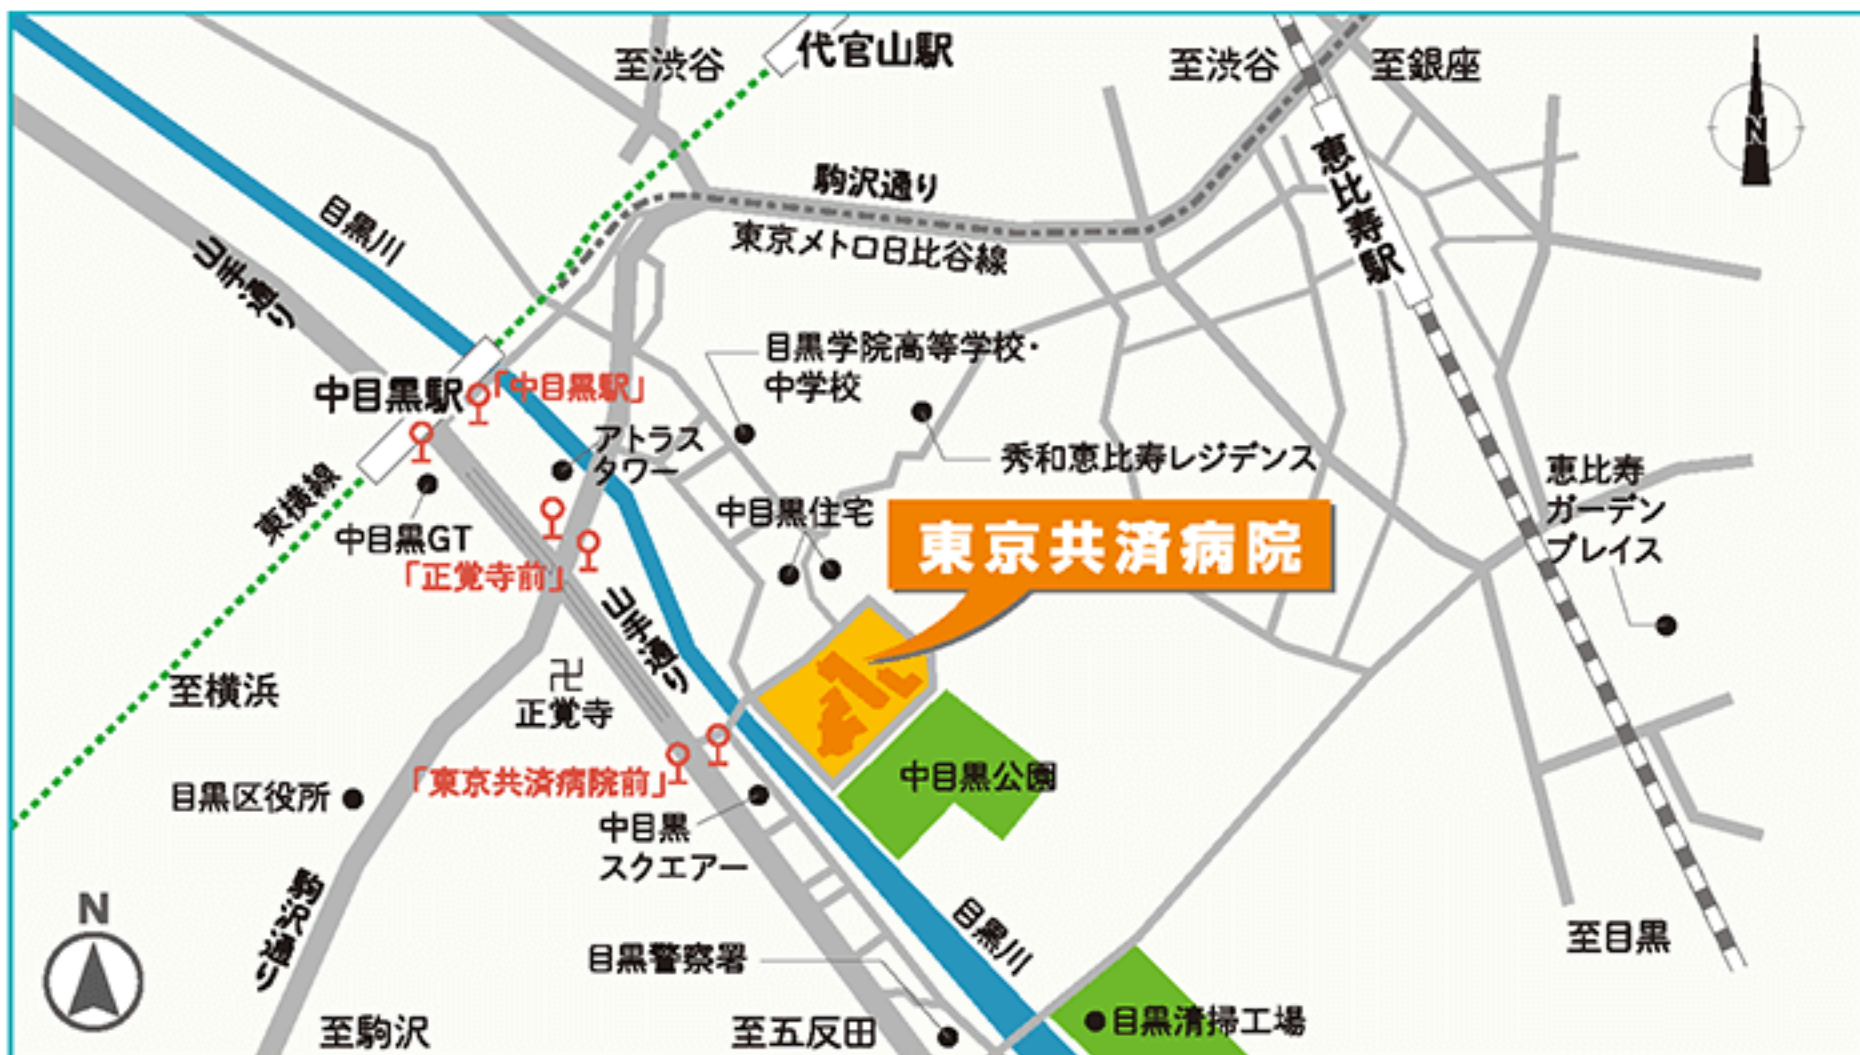 代官山駅
至渋谷
至渋谷
至銀座
N
駒沢通り
東京メトロ日比谷線
恵比寿駅
目黒川
山手通り
目黒学院高等学校・
中学校
中目黒駅
「中目黒駅」
アトラス
タワー
秀和恵比寿レジデンス
恵比寿
ガーデン
プレイス
東横線
中目黒GT
中目黒住宅
東京共済病院
「正覚寺前」
山手通り
至横浜
卍
正覚寺
「東京共済病院前」
中目黒公園
目黒区役所
中目黒
スクエアー
駒沢通り
N
目黒川
目黒警察署
至目黒
至駒沢
至五反田
目黒清掃工場